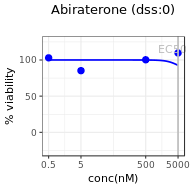 Abiraterone (dss:0)
EC50
100
50
0
% viability
0.5 5 500 5000
conc(nM)